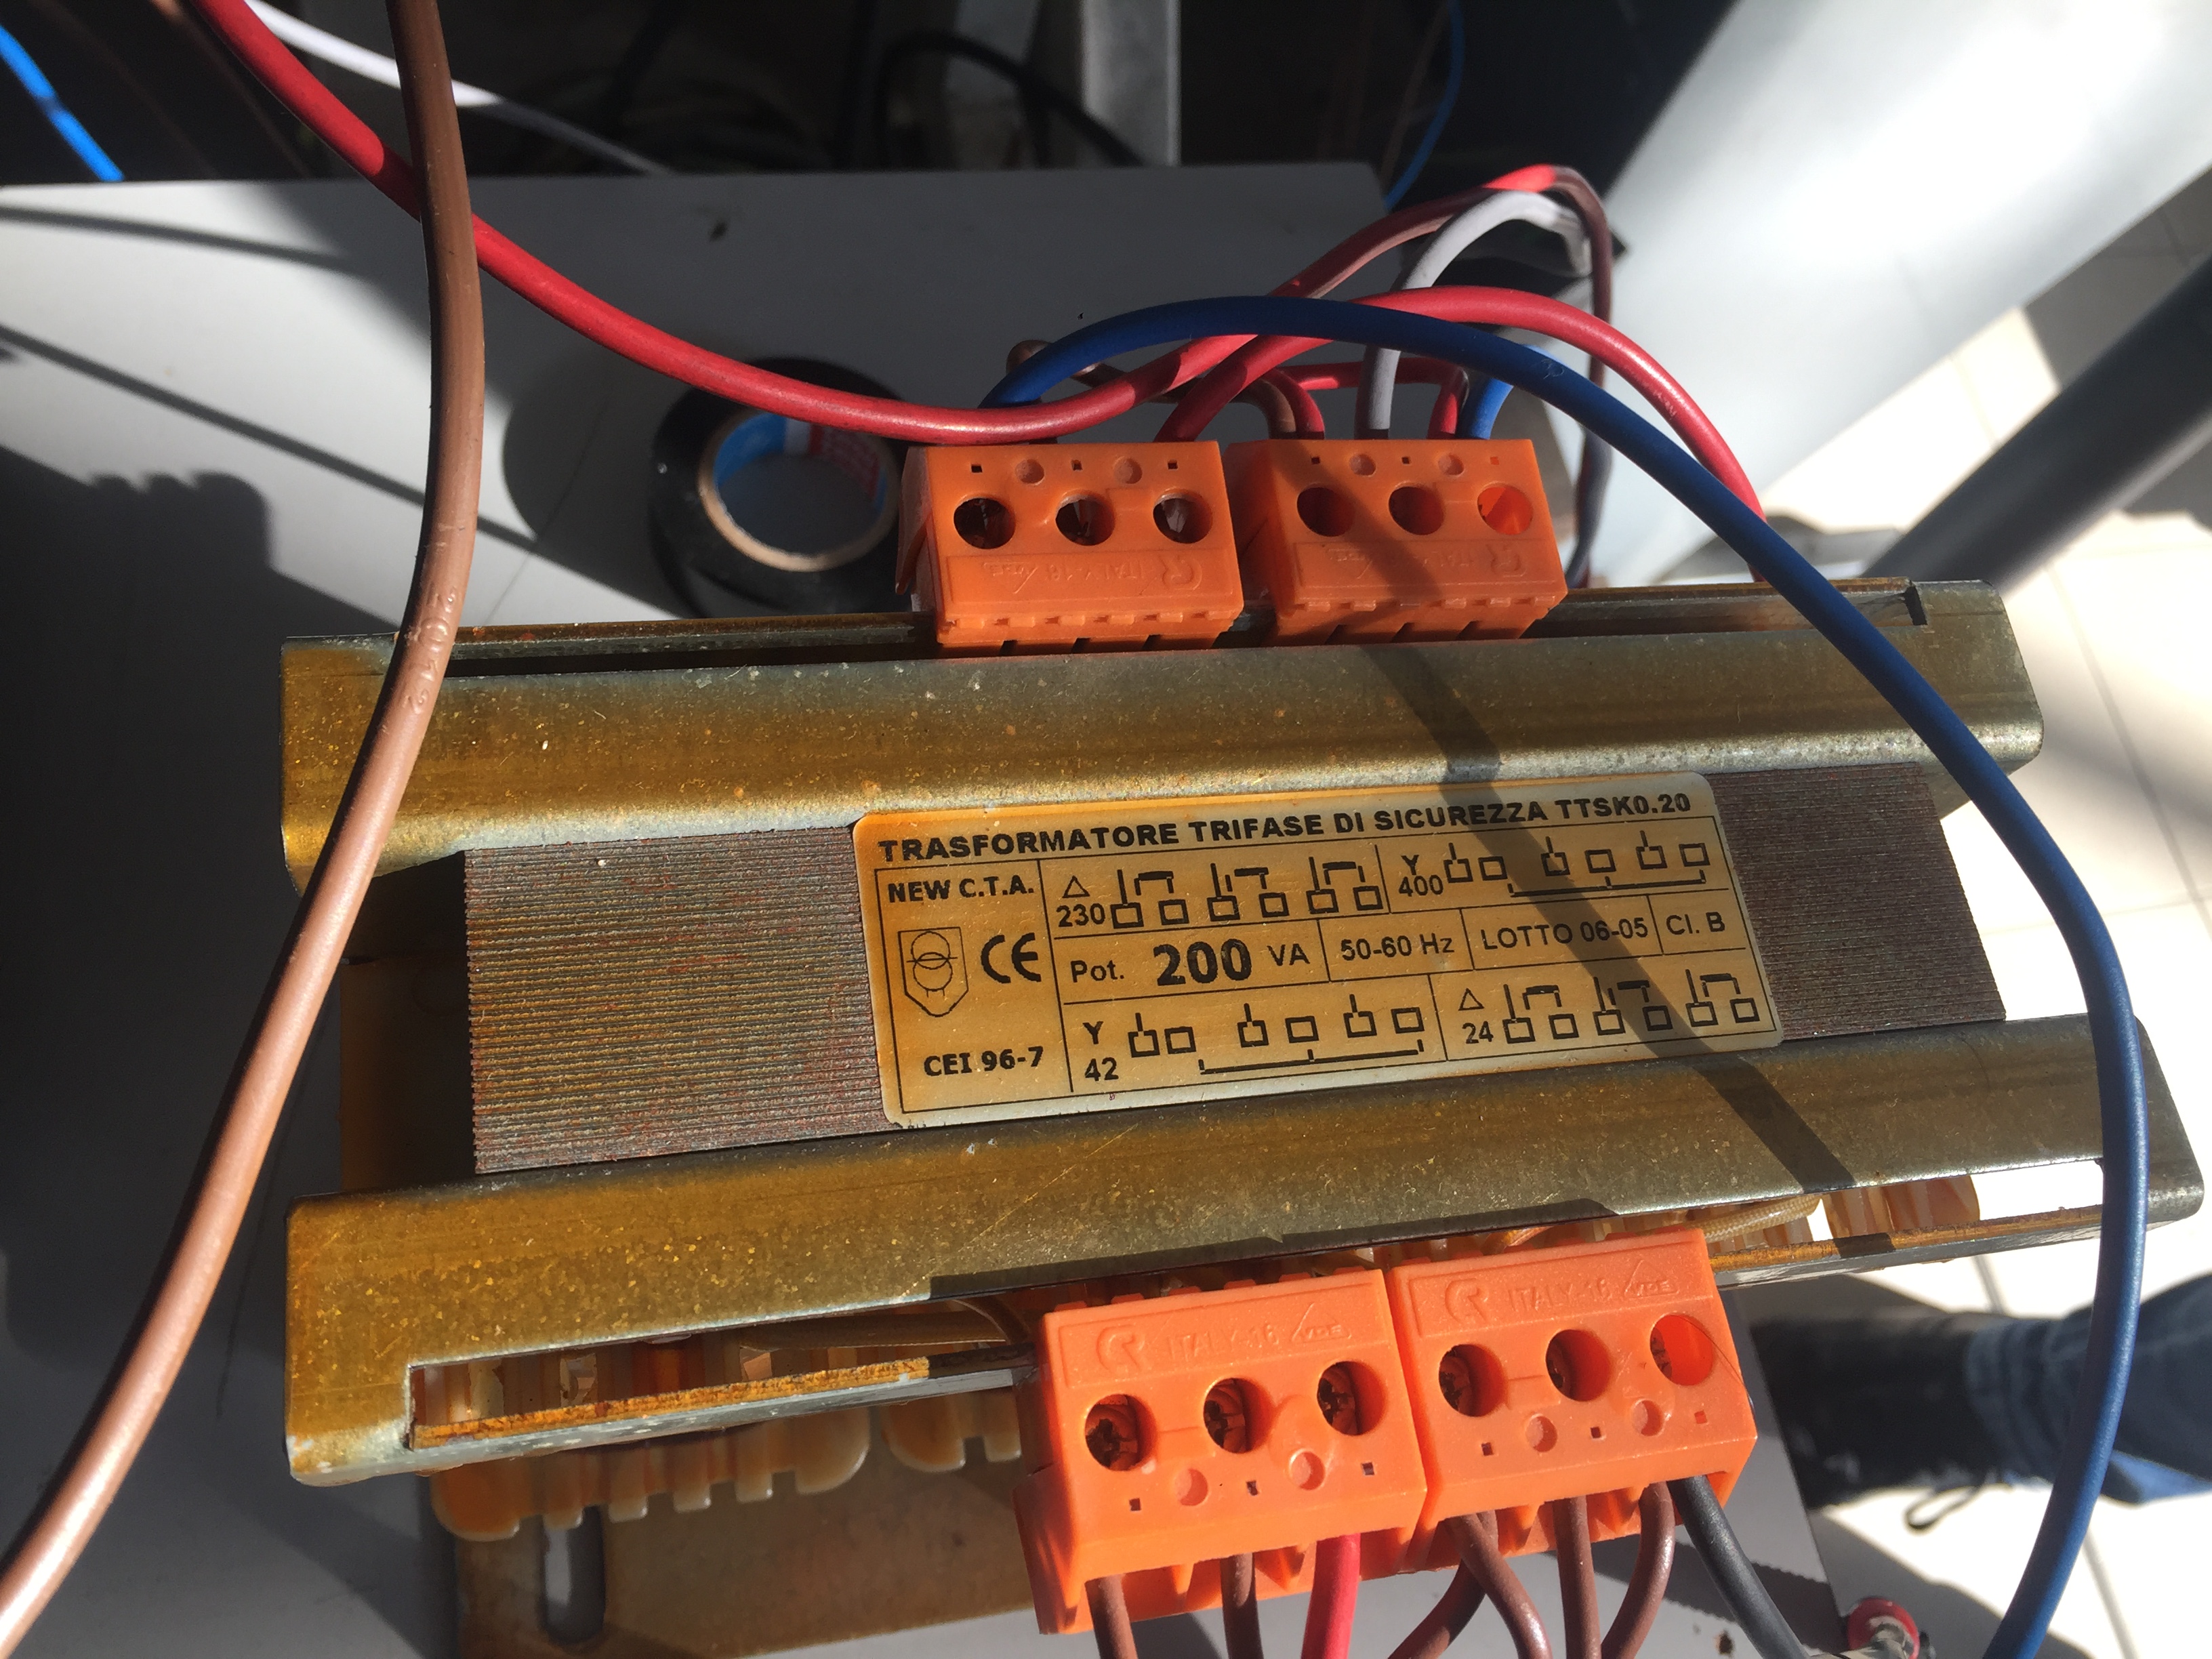 2012
ITALY-16 VDE
ITALY-16 VDE
TRASFORMATORE TRIFASE DI SICUREZZA TTSK0.20
NEW C.T.A.
△ 230
Y 400
CE
Pot. 200 VA
50-60 Hz
LOTTO 06-05
Cl. B
CEI 96-7
Y 42
△ 24
ITALY-16 VDE
ITALY-16 VDE